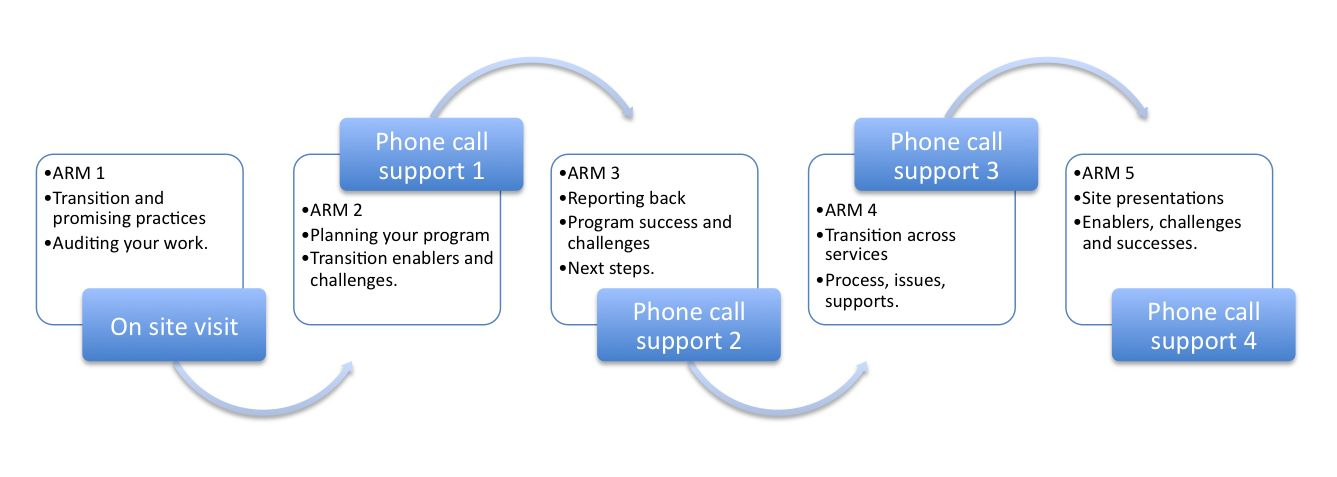 •ARM 1
•Transition and
promising practices
•Auditing your work.
On site visit
Phone call
support 1
•ARM 2
•Planning your program
•Transition enablers and
challenges.
•ARM 3
•Reporting back
•Program success and
challenges
•Next steps.
Phone call
support 2
Phone call
support 3
•ARM 4
•Transition across
services
•Process, issues,
supports.
•ARM 5
•Site presentations
•Enablers, challenges
and successes.
Phone call
support 4